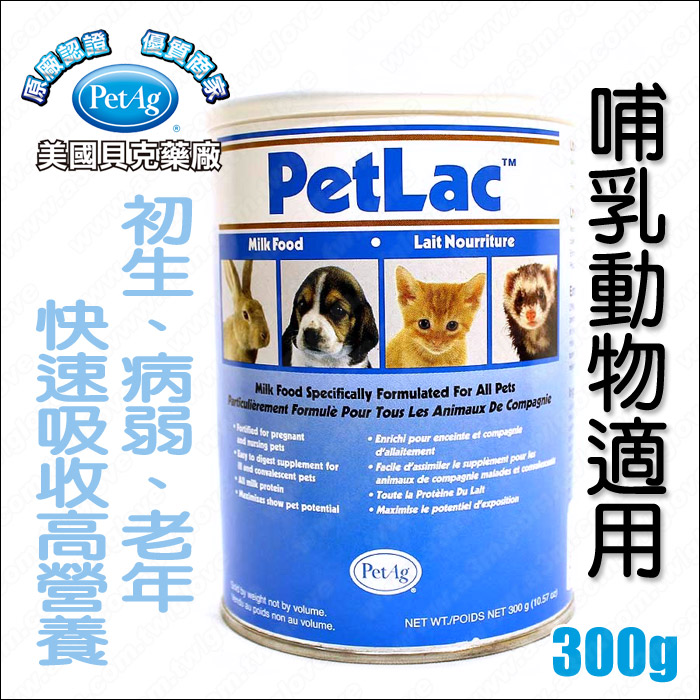 原廠認證 優質商家
PetAg®
美國貝克藥廠
哺乳動物適用
初生、病弱、老年
快速吸收高營養
PetLac™
Milk Food • Lait Nourriture
Milk Food Specifically Formulated For All Pets
Particulièrement Formulè Pour Tous Les Animaux De Compagnie
• Fortified for pregnant
and nursing pets
• Easy to digest supplement for
ill and convalescent pets
• All milk protein
• Maximizes show pet potential
• Enrichi pour enceinte et compagnie
d'allaitement
• Facile d'assimiler le supplément pour les
animaux de compagnie malades et convalescents
• Toute la Protèine Du Lait
• Maximise le potentiel d'exposition
PetAg®
Sold by weight not by volume.
Vendu au poids non au volume.
NET WT./POIDS NET 300 g (10.57 oz)
300g